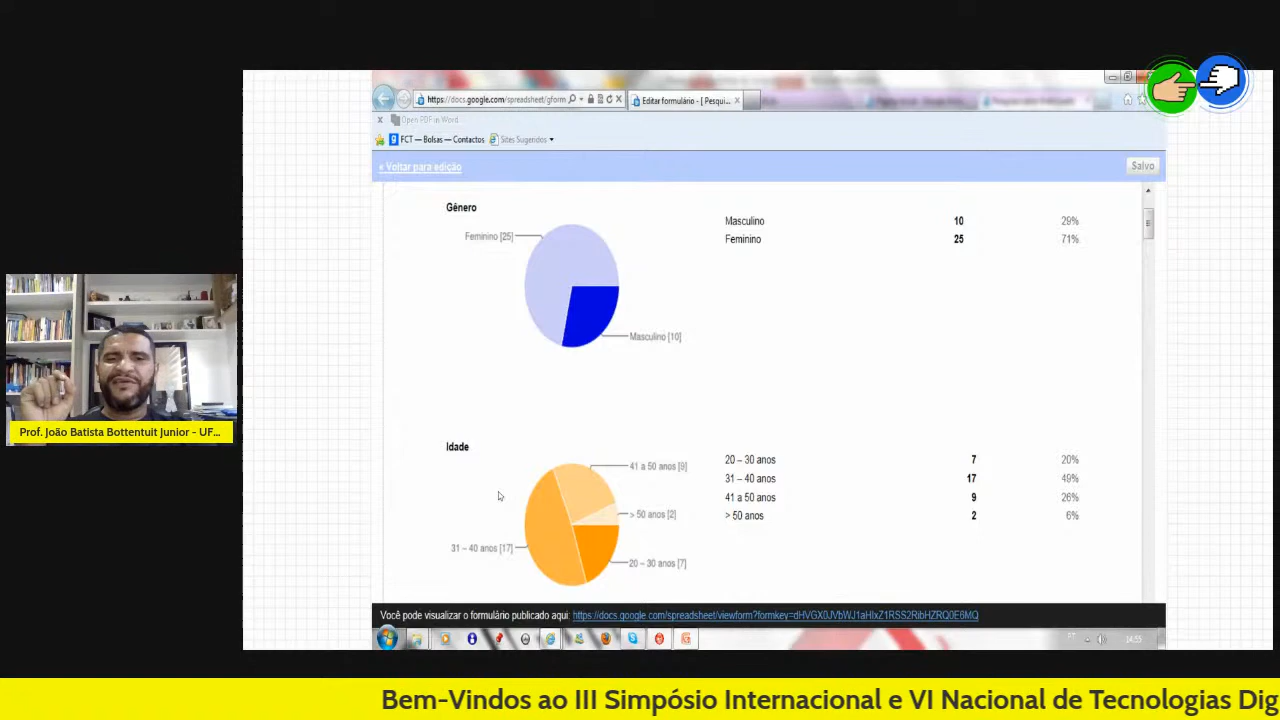 https://docs.google.com/spreadsheet/gform
Editar formulário - [ Pesqui...
Open PDF in Word
FCT — Bolsas — Contactos
Sites Sugeridos
« Voltar para edição
Salvo
Gênero
Feminino [25]
Masculino [10]
Masculino 10 29%
Feminino 25 71%
Prof. João Batista Bottentuit Junior - UF...
Idade
41 a 50 anos [9]
> 50 anos [2]
31 – 40 anos [17]
20 – 30 anos [7]
20 – 30 anos 7 20%
31 – 40 anos 17 49%
41 a 50 anos 9 26%
> 50 anos 2 6%
Você pode visualizar o formulário publicado aqui: https://docs.google.com/spreadsheet/viewform?formkey=dHVGX0JVbWJ1aHIxZ1RSS2RibHZRQ0E6MQ
PT
14:55
Bem-Vindos ao III Simpósio Internacional e VI Nacional de Tecnologias Dig